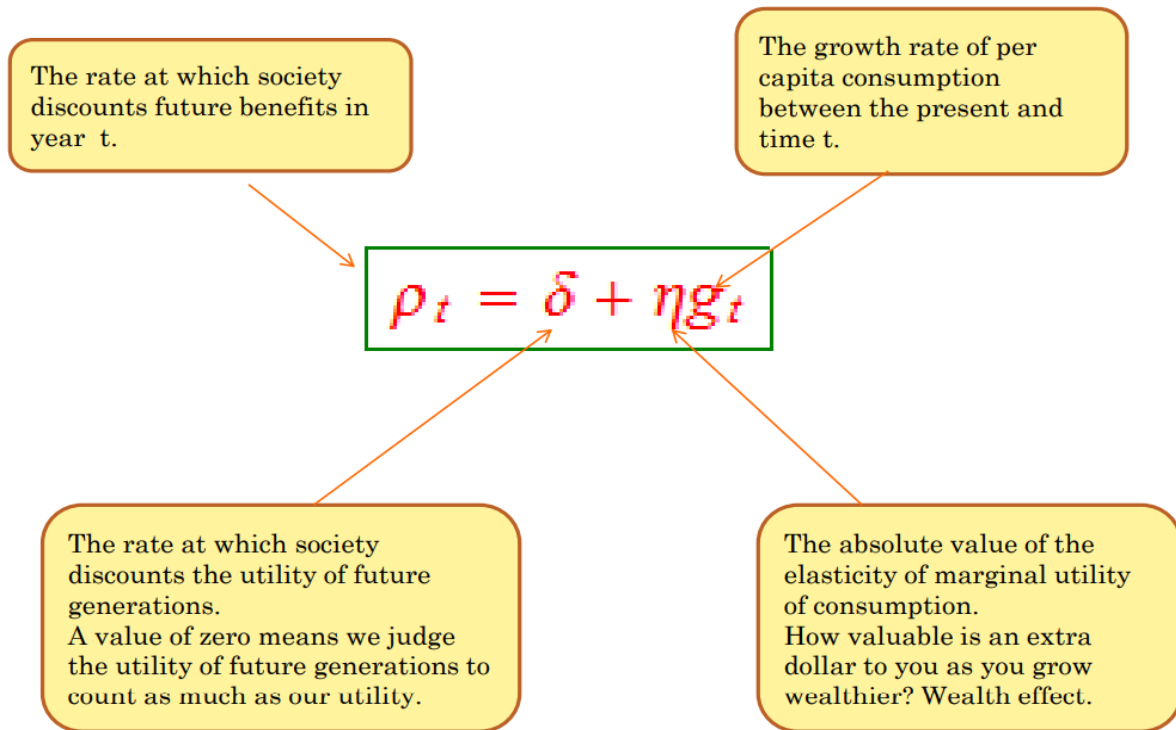 The rate at which society
discounts future benefits in
year t.
The growth rate of per
capita consumption
between the present and
time t.
ρt = δ + ηgt
The rate at which society
discounts the utility of future
generations.
A value of zero means we judge
the utility of future generations to
count as much as our utility.
The absolute value of the
elasticity of marginal utility
of consumption.
How valuable is an extra
dollar to you as you grow
wealthier? Wealth effect.